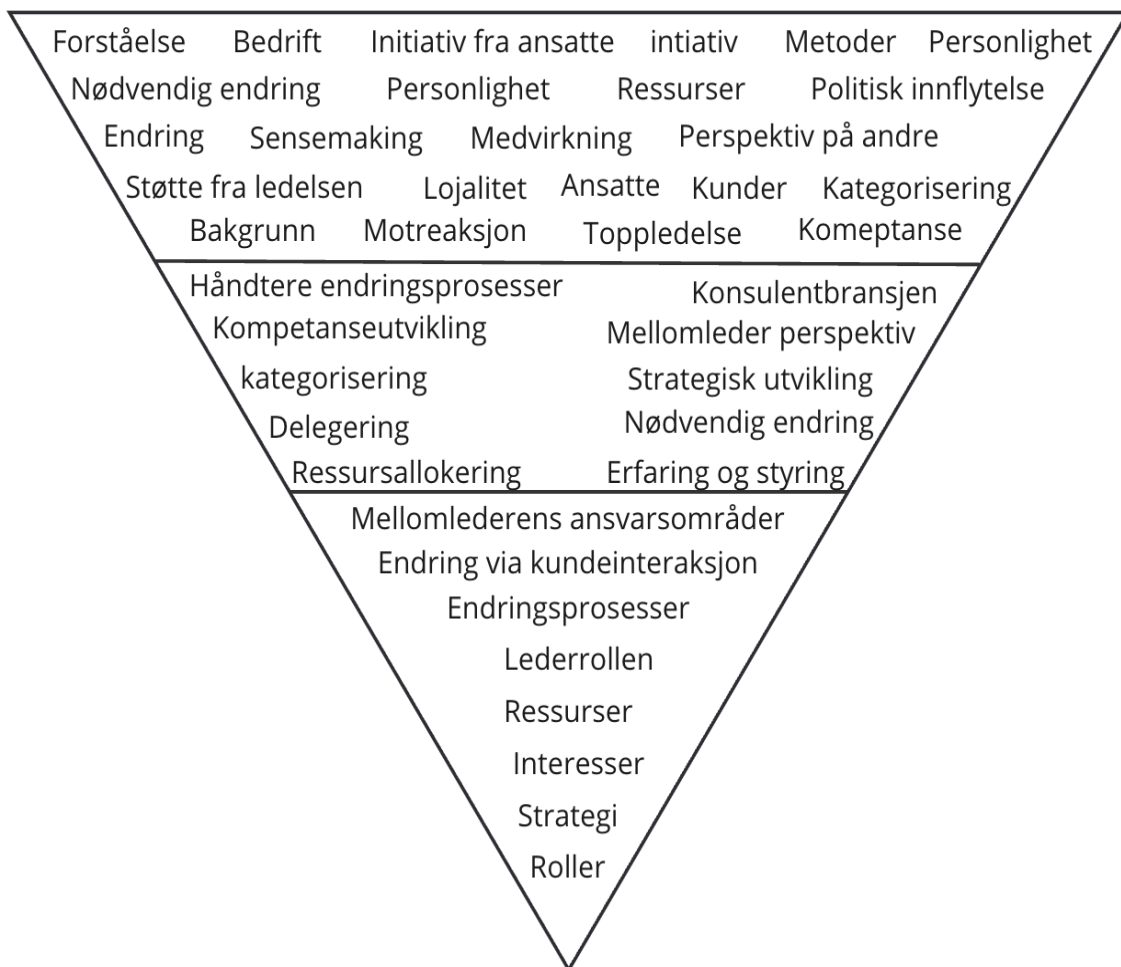 Forståelse Bedrift Initiativ fra ansatte intiativ Metoder Personlighet
Nødvendig endring Personlighet Ressurser Politisk innflytelse
Endring Sensemaking Medvirkning Perspektiv på andre
Støtte fra ledelsen Lojalitet Ansatte Kunder Kategorisering
Bakgrunn Motreaksjon Toppledelse Komeptanse
Håndtere endringsprosesser Konsulentbransjen
Kompetanseutvikling Mellomleder perspektiv
kategorisering Strategisk utvikling
Delegering Nødvendig endring
Ressursallokering Erfaring og styring
Mellomlederens ansvarsområder
Endring via kundeinteraksjon
Endringsprosesser
Lederrollen
Ressurser
Interesser
Strategi
Roller